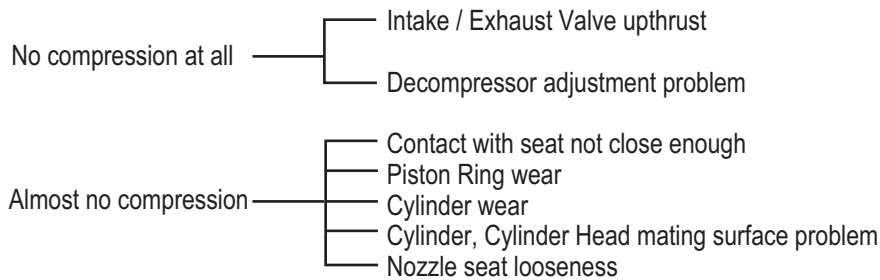 No compression at all
Intake / Exhaust Valve upthrust
Decompressor adjustment problem
Almost no compression
Contact with seat not close enough
Piston Ring wear
Cylinder wear
Cylinder, Cylinder Head mating surface problem
Nozzle seat looseness